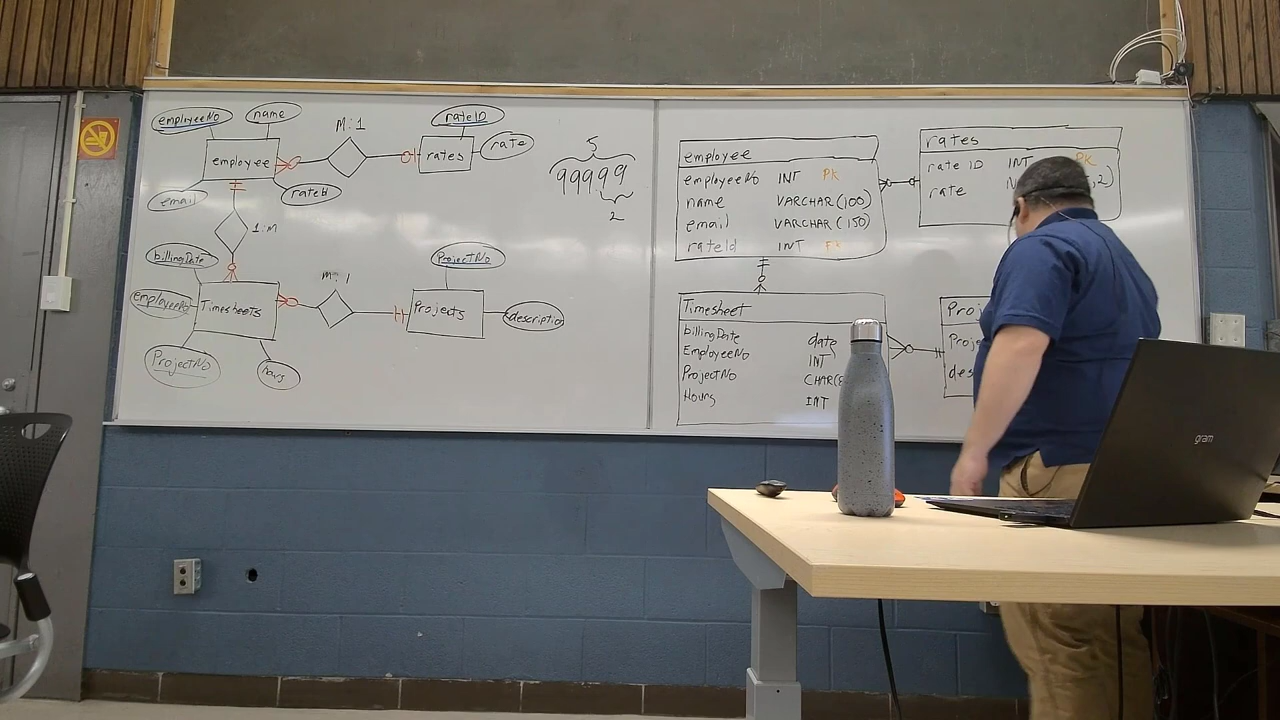 employeeNo
name
M:1
employee
email
rateId
rateID
rates
rate
5
99999
2
1:M
billingDate
employeeNo
Timesheets
ProjectNo
hours
M:1
ProjectNo
Projects
employee
employeeNo INT PK
name VARCHAR(100)
email VARCHAR(150)
rateId INT FK
rates
rate ID INT PK
rate
,2)
Timesheet
billingDate date
EmployeeNo INT
ProjectNo
Hours INT
gram